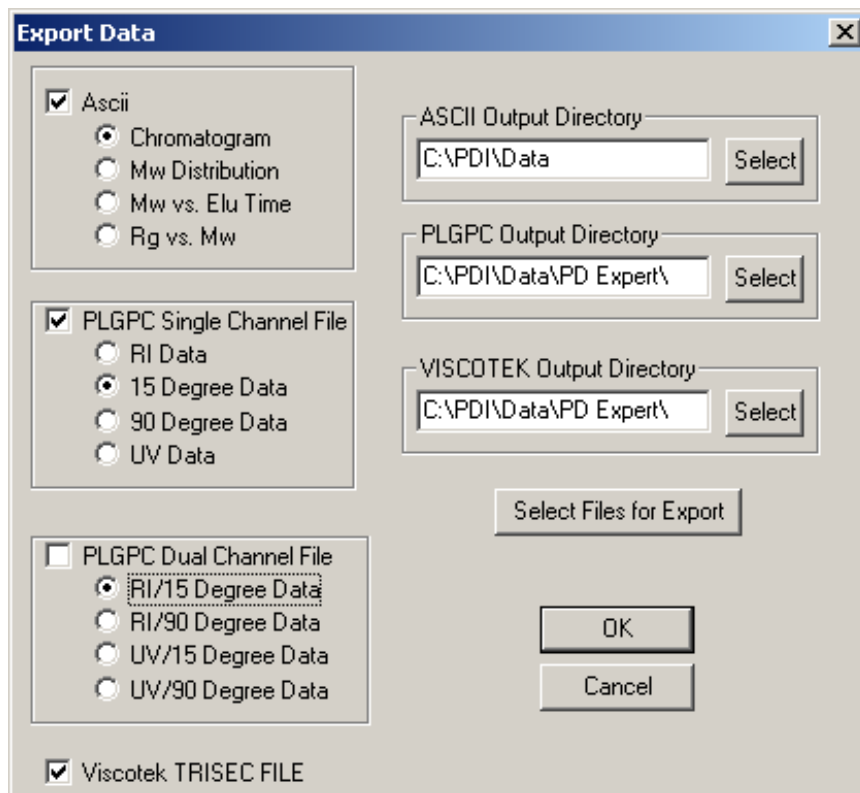 Export Data
Ascii
Chromatogram
Mw Distribution
Mw vs. Elu Time
Rg vs. Mw
PLGPC Single Channel File
RI Data
15 Degree Data
90 Degree Data
UV Data
PLGPC Dual Channel File
RI/15 Degree Data
RI/90 Degree Data
UV/15 Degree Data
UV/90 Degree Data
Viscotek TRISEC FILE
ASCII Output Directory
C:\PDI\Data
Select
PLGPC Output Directory
C:\PDI\Data\PD Expert\
Select
VISCOTEK Output Directory
C:\PDI\Data\PD Expert\
Select
Select Files for Export
OK
Cancel